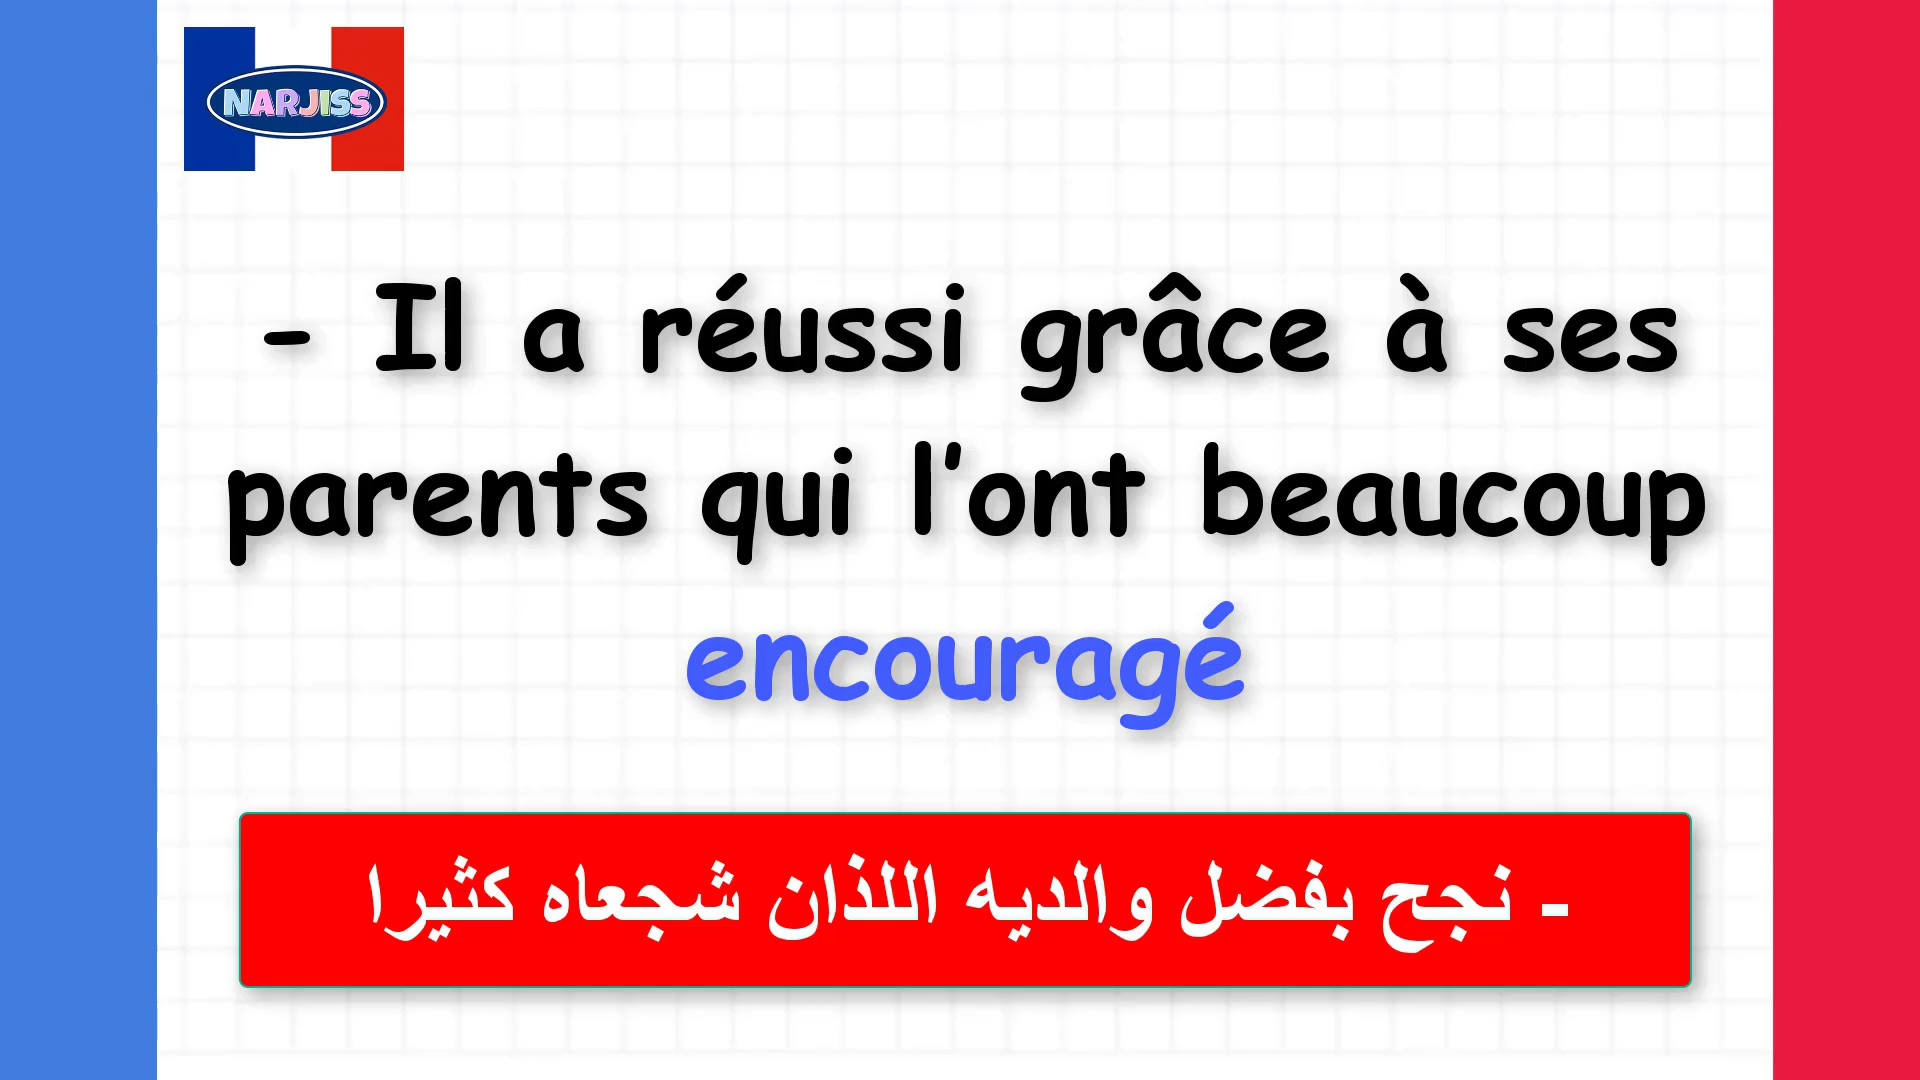 NARJISS
- Il a réussi grâce à ses
parents qui l’ont beaucoup
encouragé
- نجح بفضل والديه اللذان شجعاه كثيرا